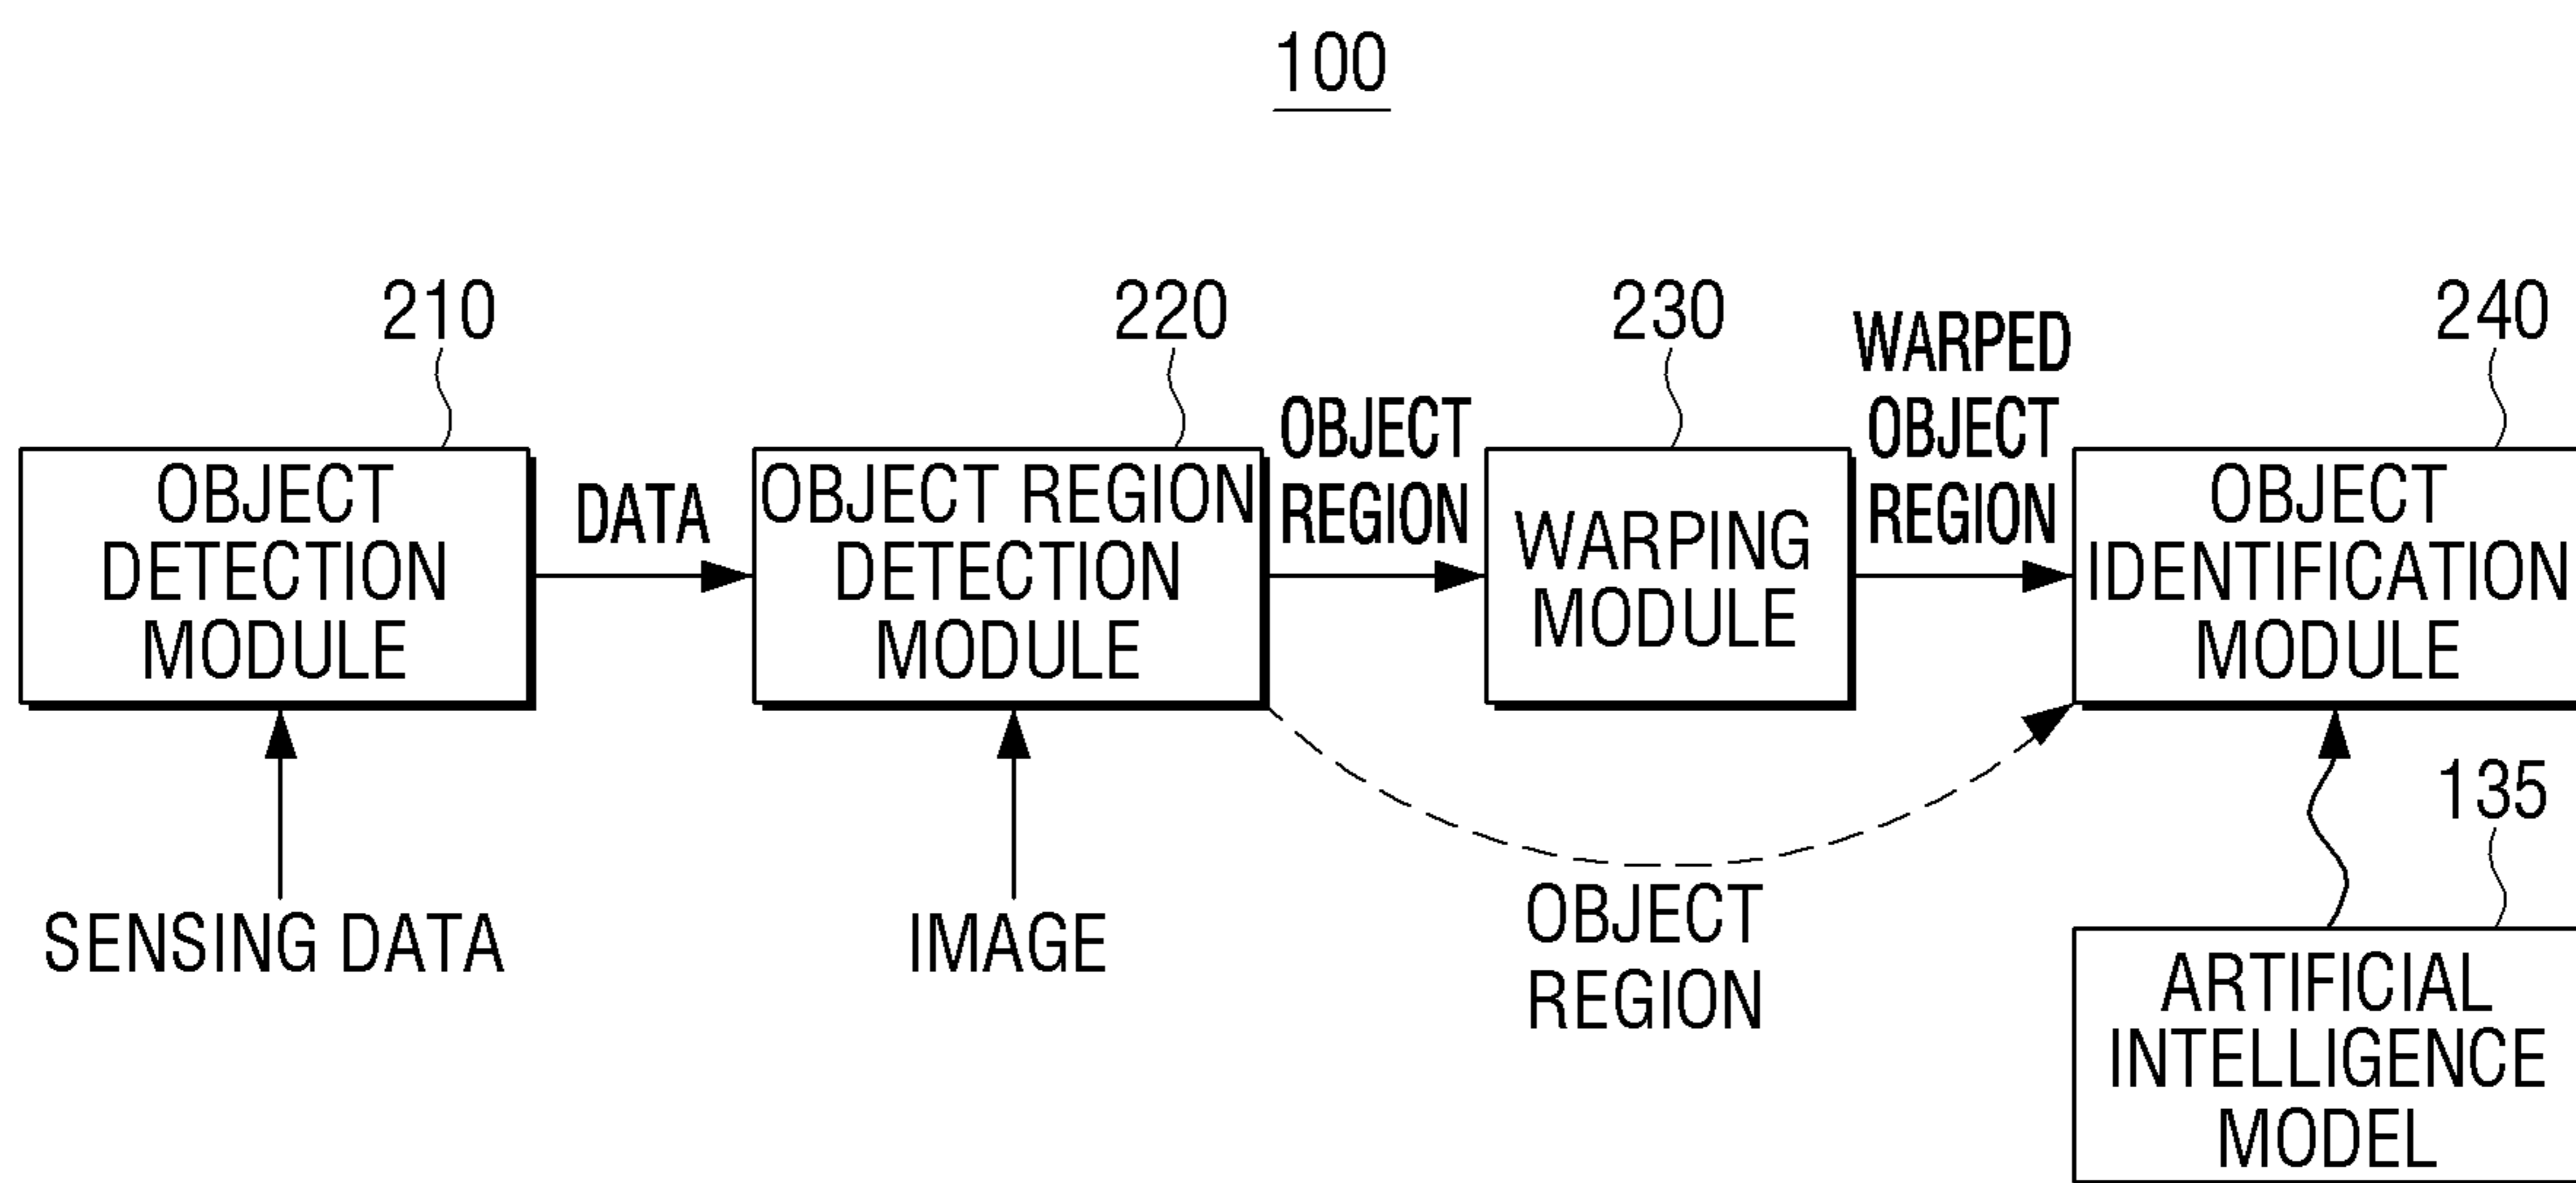 100
210
220
230
240
OBJECT
DETECTION
MODULE
DATA
OBJECT REGION
DETECTION
MODULE
OBJECT
REGION
WARPING
MODULE
WARPED
OBJECT
REGION
OBJECT
IDENTIFICATION
MODULE
SENSING DATA
IMAGE
OBJECT
REGION
135
ARTIFICIAL
INTELLIGENCE
MODEL